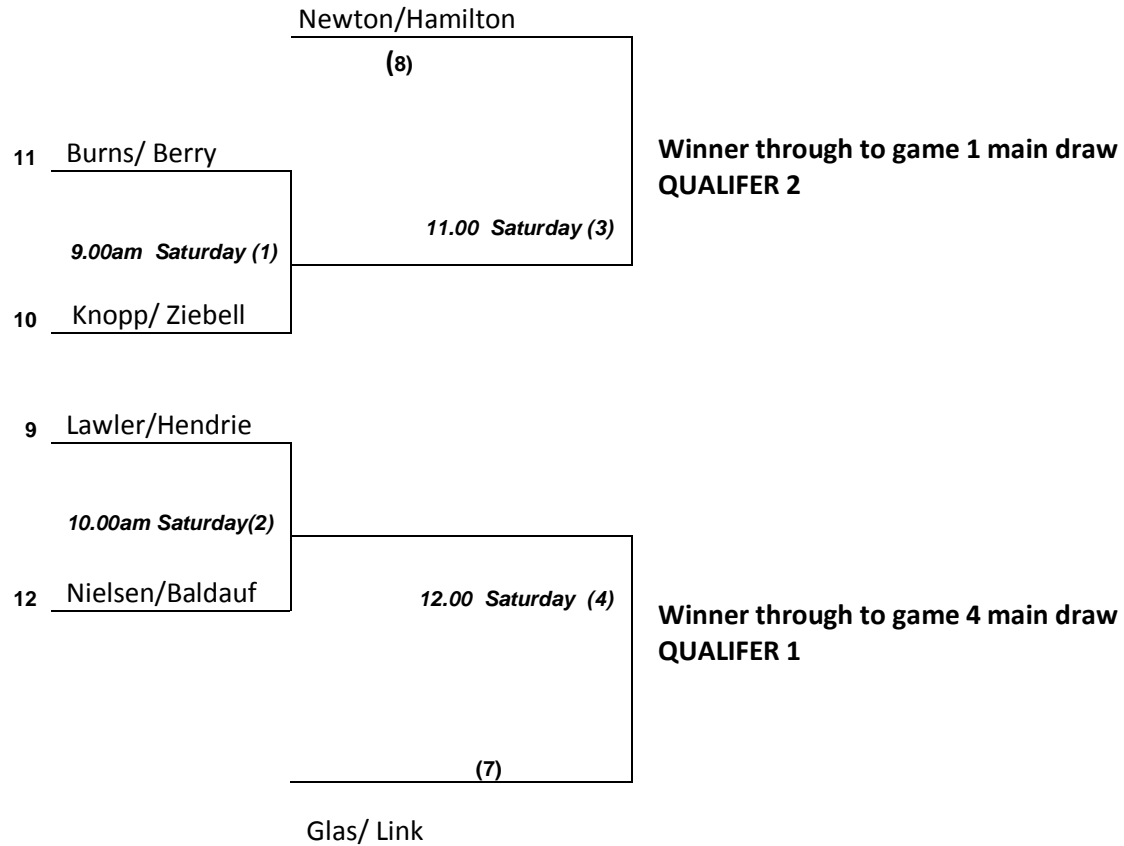 Newton/Hamilton
(8)
11 Burns/ Berry
Winner through to game 1 main draw
QUALIFER 2
11.00 Saturday (3)
9.00am Saturday (1)
10 Knopp/ Ziebell
9 Lawler/Hendrie
10.00am Saturday(2)
12 Nielsen/Baldauf
12.00 Saturday (4)
Winner through to game 4 main draw
QUALIFER 1
(7)
Glas/ Link